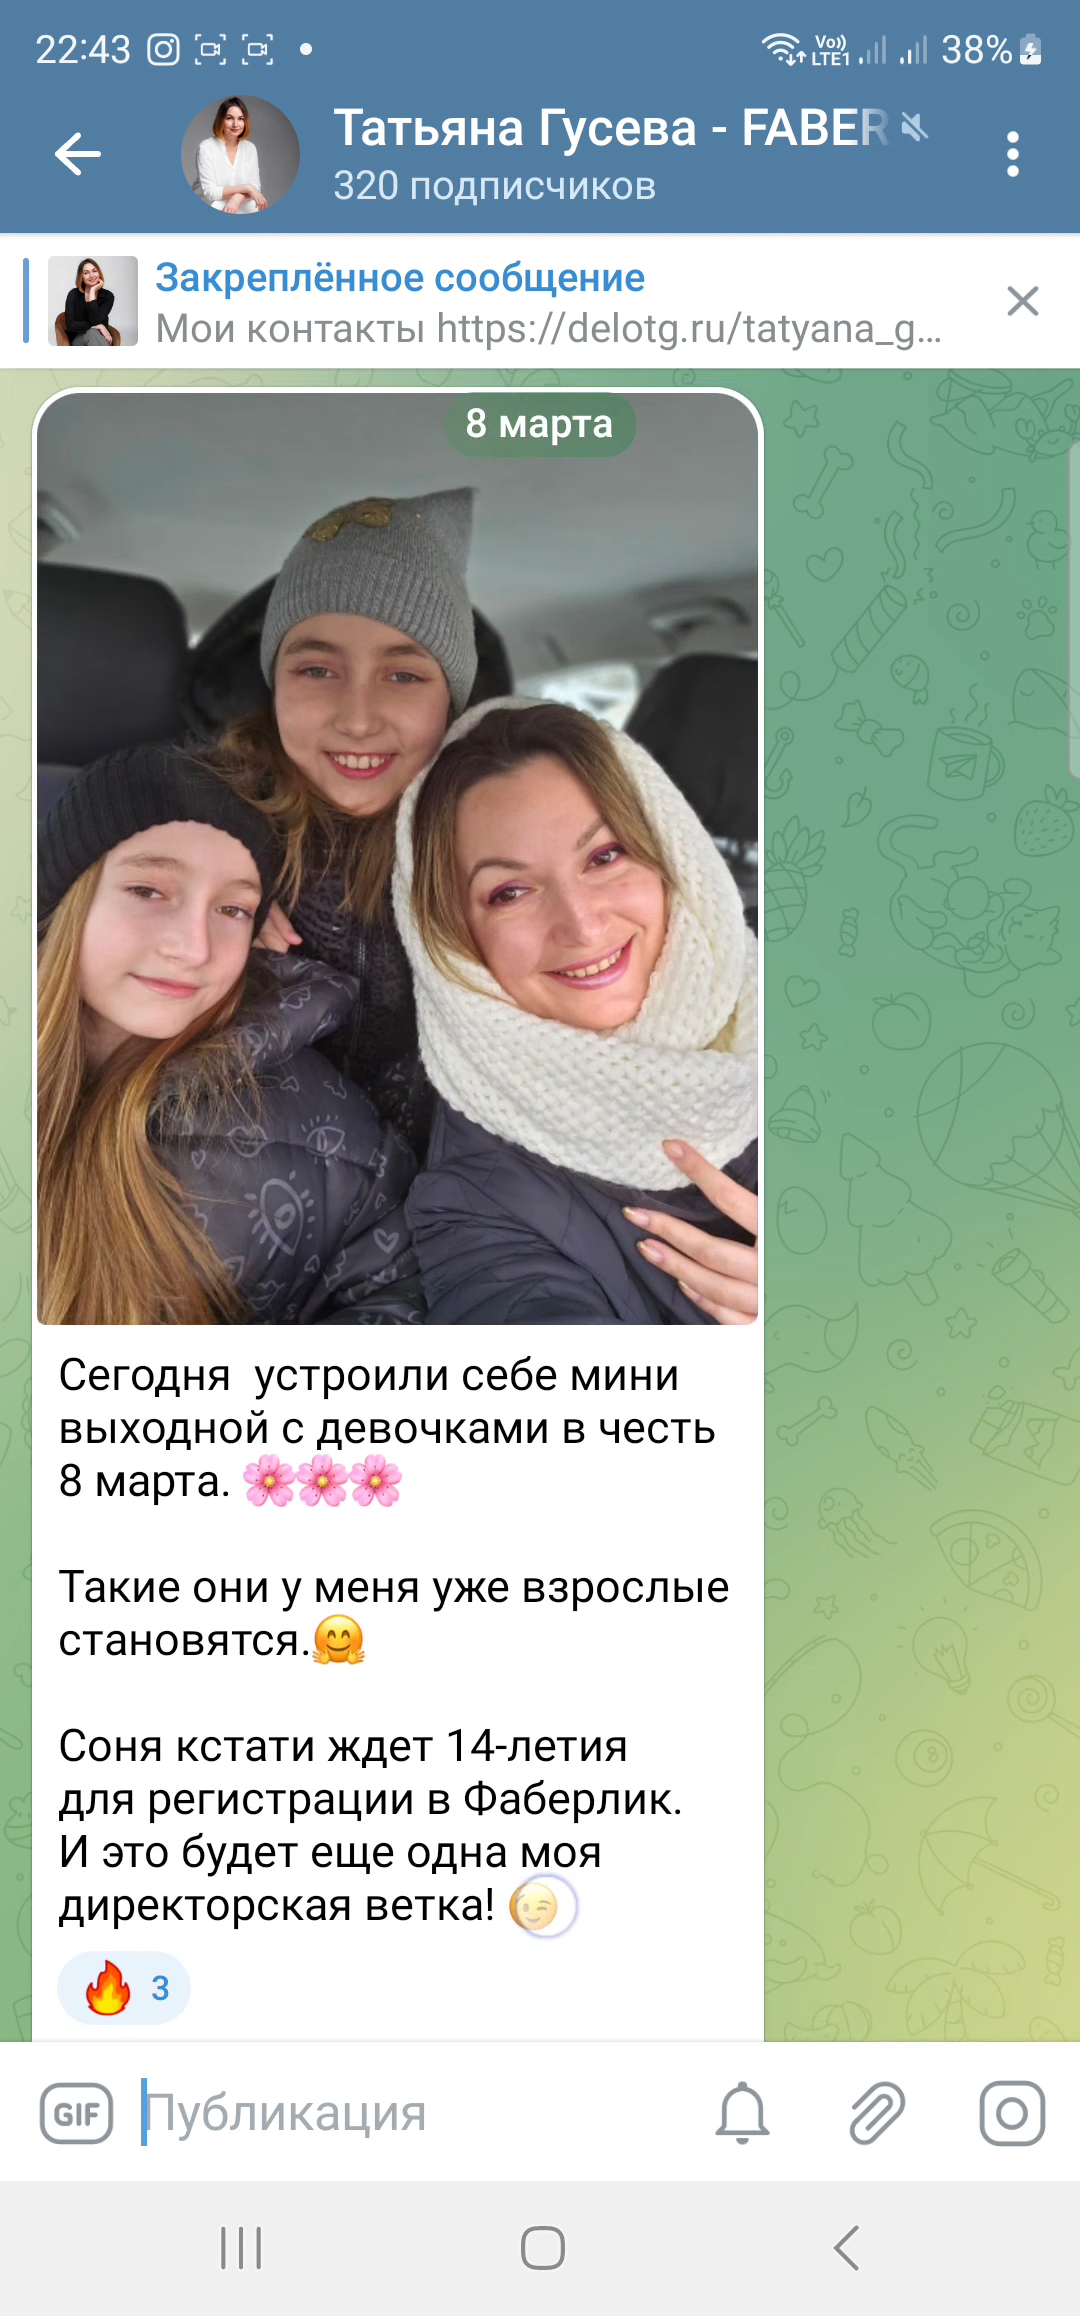 22:43
Vo))
LTE1
38%
Татьяна Гусева - FABER
320 подписчиков
Закреплённое сообщение
Мои контакты https://delotg.ru/tatyana_g...
8 марта
Сегодня  устроили себе мини
выходной с девочками в честь
8 марта. 🌸🌸🌸
Такие они у меня уже взрослые
становятся.🤗
Соня кстати ждет 14-летия
для регистрации в Фаберлик.
И это будет еще одна моя
директорская ветка! 😉
🔥 3
GIF
Публикация